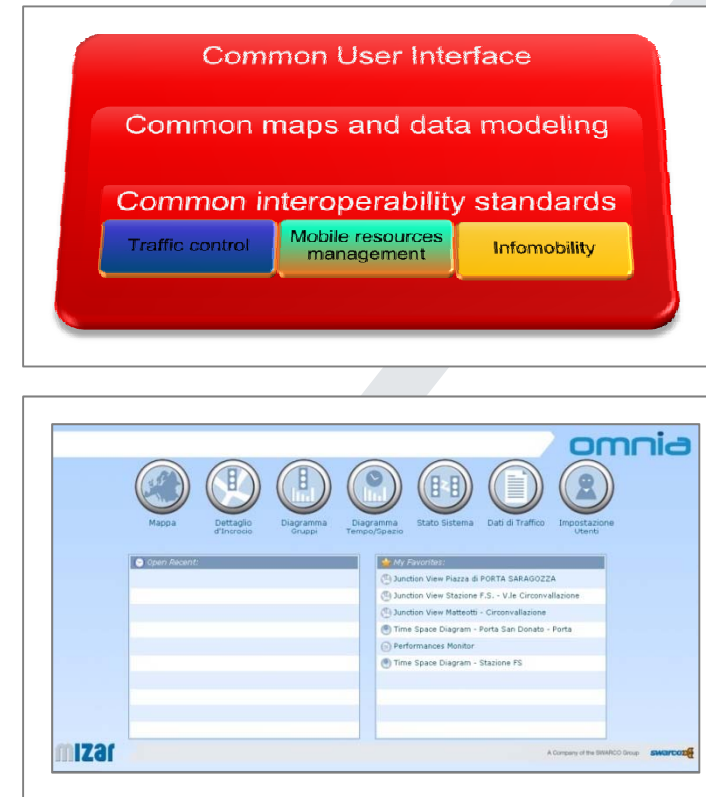 Common User Interface
Common maps and data modeling
Common interoperability standards
Traffic control
Mobile resources
management
Infomobility
omnia
Mappa
Dettaglio
d'Incrocio
Diagramma
Gruppi
Diagramma
Tempo/Spazio
Stato Sistema
Dati di Traffico
Impostazione
Utenti
Open Recent:
My Favorites:
Junction View Piazza di PORTA SARAGOZZA
Junction View Stazione F.S. - V.le Circonvallazione
Junction View Matteotti - Circonvallazione
Time Space Diagram - Porta San Donato - Porta
Performances Monitor
Time Space Diagram - Stazione FS
mizar
A Company of the SWARCO Group
swarco